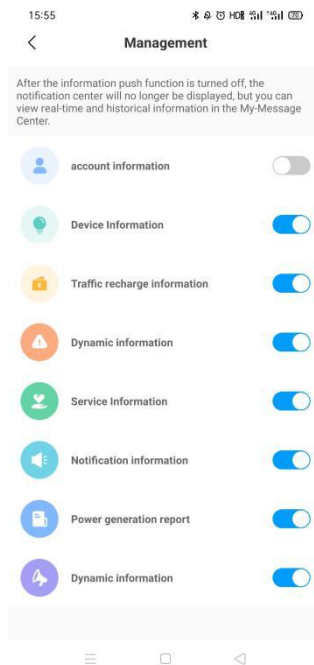 15:55
Management
After the information push function is turned off, the
notification center will no longer be displayed, but you can
view real-time and historical information in the My-Message
Center.
account information
Device Information
Traffic recharge information
Dynamic information
Service Information
Notification information
Power generation report
Dynamic information